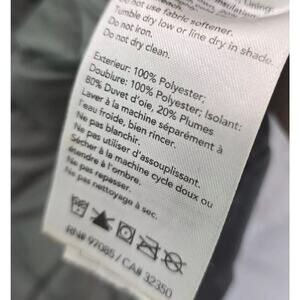 Lining:
Insulation
not use fabric softener.
Tumble dry low or line dry in shade.
Do not iron.
Do not dry clean.
Exterieur: 100% Polyester;
Doublure: 100% Polyester; Isolant:
80% Duvet d'oie, 20% Plumes
Laver à la machine séparément à
l'eau froide, bien rincer.
Ne pas blanchir.
Ne pas utiliser d'assouplissant.
Sécher à la machine cycle doux ou
étendre à l'ombre.
Ne pas repasser.
Ne pas nettoyage à sec.
RN# 97085 / CA# 32350